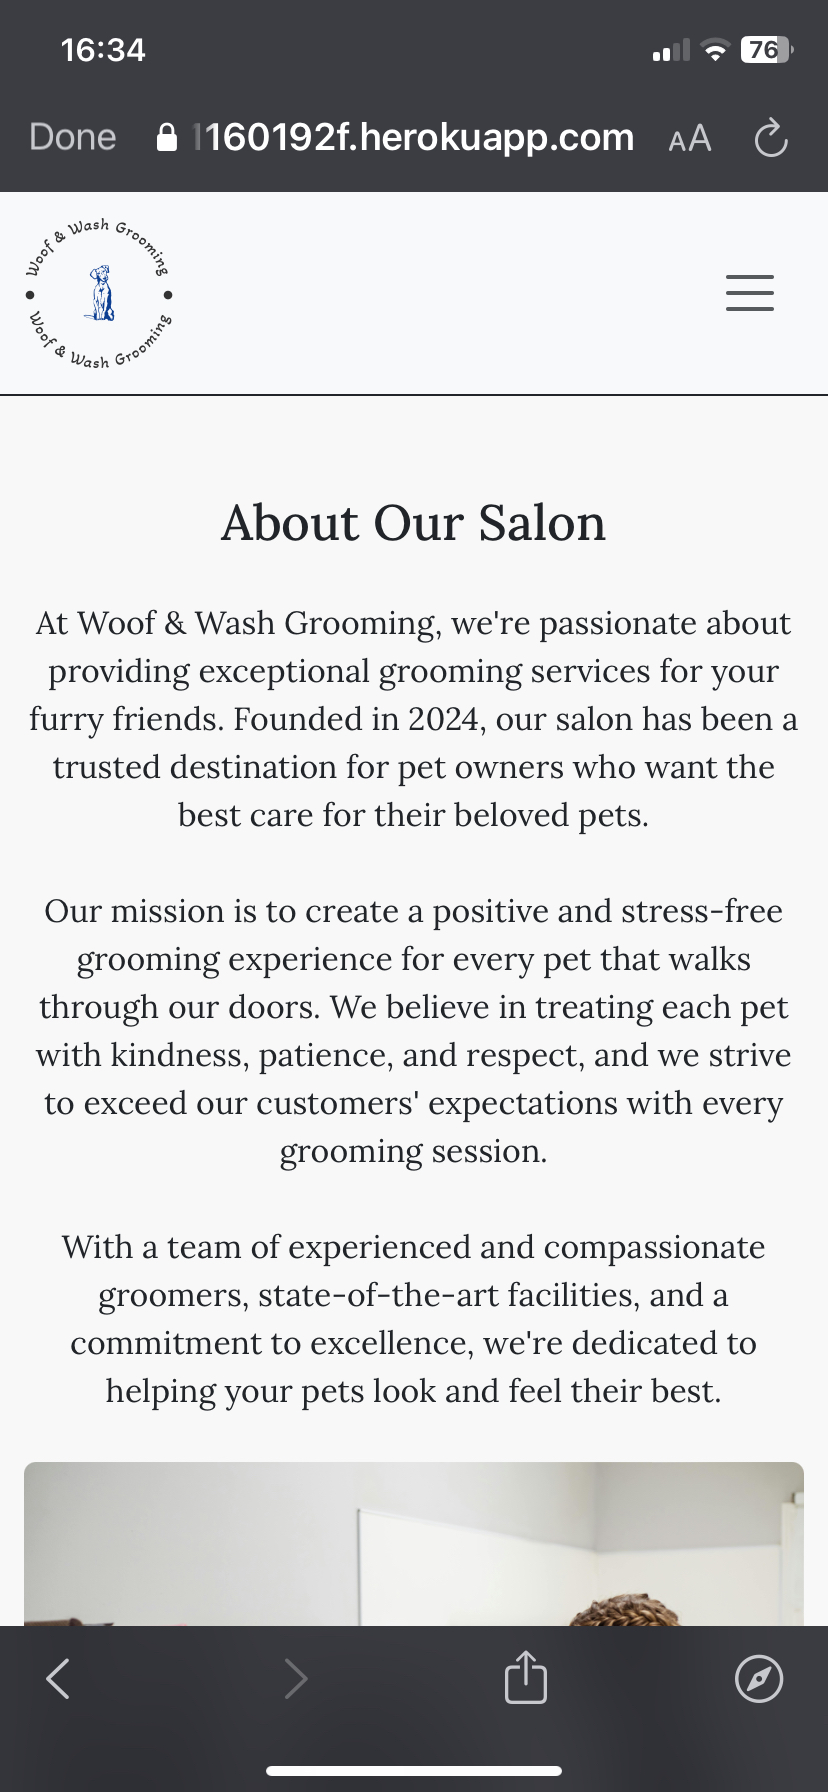 16:34
76
Done
1160192f.herokuapp.com
AA
Woof & Wash Grooming
Woof & Wash Grooming
About Our Salon
At Woof & Wash Grooming, we're passionate about
providing exceptional grooming services for your
furry friends. Founded in 2024, our salon has been a
trusted destination for pet owners who want the
best care for their beloved pets.
Our mission is to create a positive and stress-free
grooming experience for every pet that walks
through our doors. We believe in treating each pet
with kindness, patience, and respect, and we strive
to exceed our customers' expectations with every
grooming session.
With a team of experienced and compassionate
groomers, state-of-the-art facilities, and a
commitment to excellence, we're dedicated to
helping your pets look and feel their best.